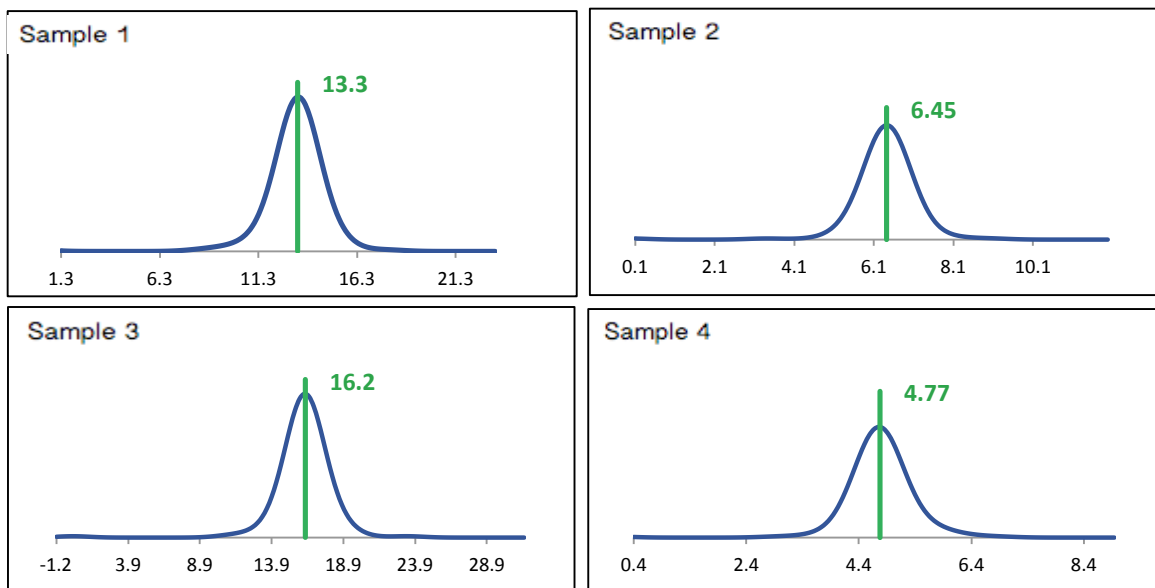 Sample 1
13.3
1.3 6.3 11.3 16.3 21.3
Sample 2
6.45
0.1 2.1 4.1 6.1 8.1 10.1
Sample 3
16.2
-1.2 3.9 8.9 13.9 18.9 23.9 28.9
Sample 4
4.77
0.4 2.4 4.4 6.4 8.4